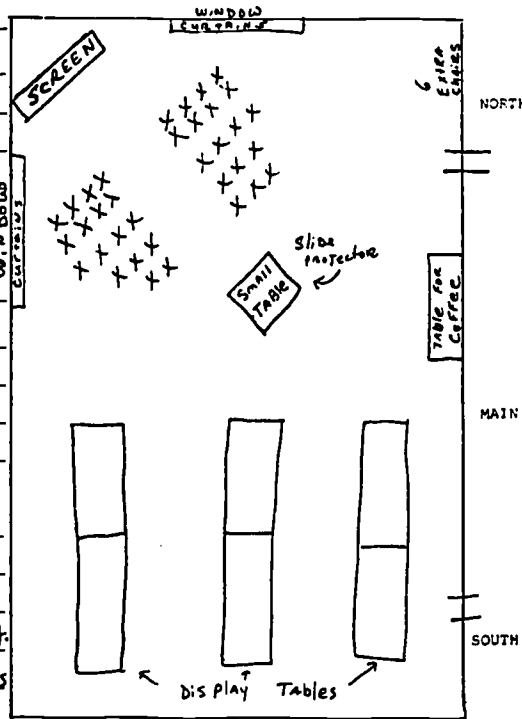 WINDOW
CURTAINS
SCREEN
6
EXTRA
CHAIRS
NORTH
WINDOW
CURTAINS
Slide
PROJECTOR
SMALL
TABLE
TABLE FOR
COFFEE
MAIN
SOUTH
DISPLAY TABLES